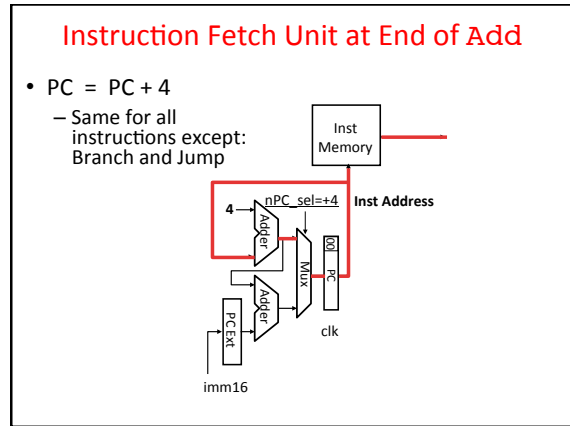 Instruction Fetch Unit at End of Add
• PC = PC + 4
– Same for all
instructions except:
Branch and Jump
Inst
Memory
nPC_sel=+4
Inst Address
4
Adder
00
Mux
PC
Adder
PC Ext
clk
imm16